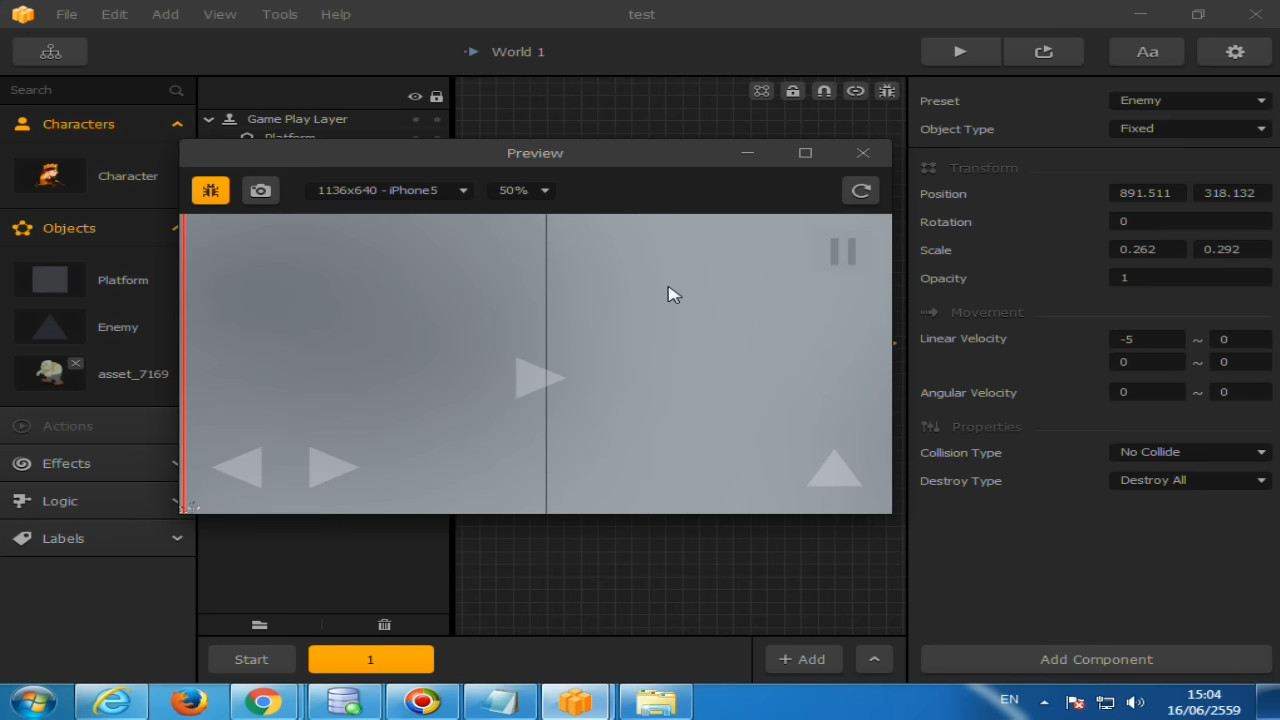 File Edit Add View Tools Help
test
World 1
Aa
Search
Characters
Character
Objects
Platform
Enemy
asset_7169
Actions
Effects
Logic
Labels
Game Play Layer
Platform
Preview
1136x640 - iPhone5
50%
Preset Enemy
Object Type Fixed
Transform
Position 891.511 318.132
Rotation 0
Scale 0.262 0.292
Opacity 1
Movement
Linear Velocity -5 ~ 0
0 ~ 0
Angular Velocity 0 ~ 0
Properties
Collision Type No Collide
Destroy Type Destroy All
Start
1
+ Add
Add Component
EN
15:04
16/06/2559